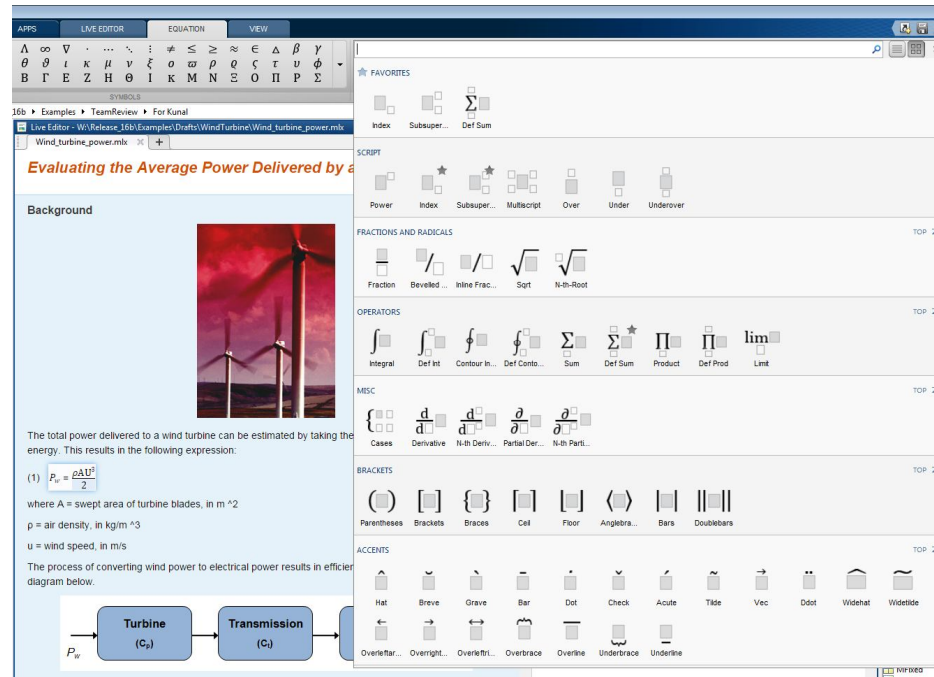 APPS LIVE EDITOR EQUATION VIEW
Λ ∞ ∇ · ⋯ ⋱ ⋮ ≠ ≤ ≥ ≈ ∈ Δ β γ
θ ϑ ι κ μ ν ξ ο ϖ ρ ϱ ς τ υ ϕ
Β Γ Ε Ζ Η Θ Ι Κ Μ Ν Ξ Ο Π Ρ Σ
SYMBOLS
16b ▸ Examples ▸ TeamReview ▸ For Kunal
Live Editor - W:\Release_16b\Examples\Drafts\WindTurbine\Wind_turbine_power.mlx
Wind_turbine_power.mlx × +
Evaluating the Average Power Delivered by a
Background
The total power delivered to a wind turbine can be estimated by taking the
energy. This results in the following expression:
(1) P_w = ρAU³/2
where A = swept area of turbine blades, in m ^2
ρ = air density, in kg/m ^3
u = wind speed, in m/s
The process of converting wind power to electrical power results in efficien
diagram below.
P_w Turbine (C_p) Transmission (C_t)
FAVORITES
Index Subsuper... Def Sum
SCRIPT
Power Index Subsuper... Multiscript Over Under Underover
FRACTIONS AND RADICALS TOP
Fraction Bevelled ... Inline Frac... Sqrt N-th-Root
OPERATORS TOP
Integral Def Int Contour In... Def Conto... Sum Def Sum Product Def Prod Limit
MISC TOP
Cases Derivative N-th Deriv... Partial Der... N-th Parti...
BRACKETS TOP
Parentheses Brackets Braces Ceil Floor Anglebra... Bars Doublebars
ACCENTS TOP
Hat Breve Grave Bar Dot Check Acute Tilde Vec Ddot Widehat Widetilde
Overleftar... Overright... Overleftri... Overbrace Overline Underbrace Underline
MFixed